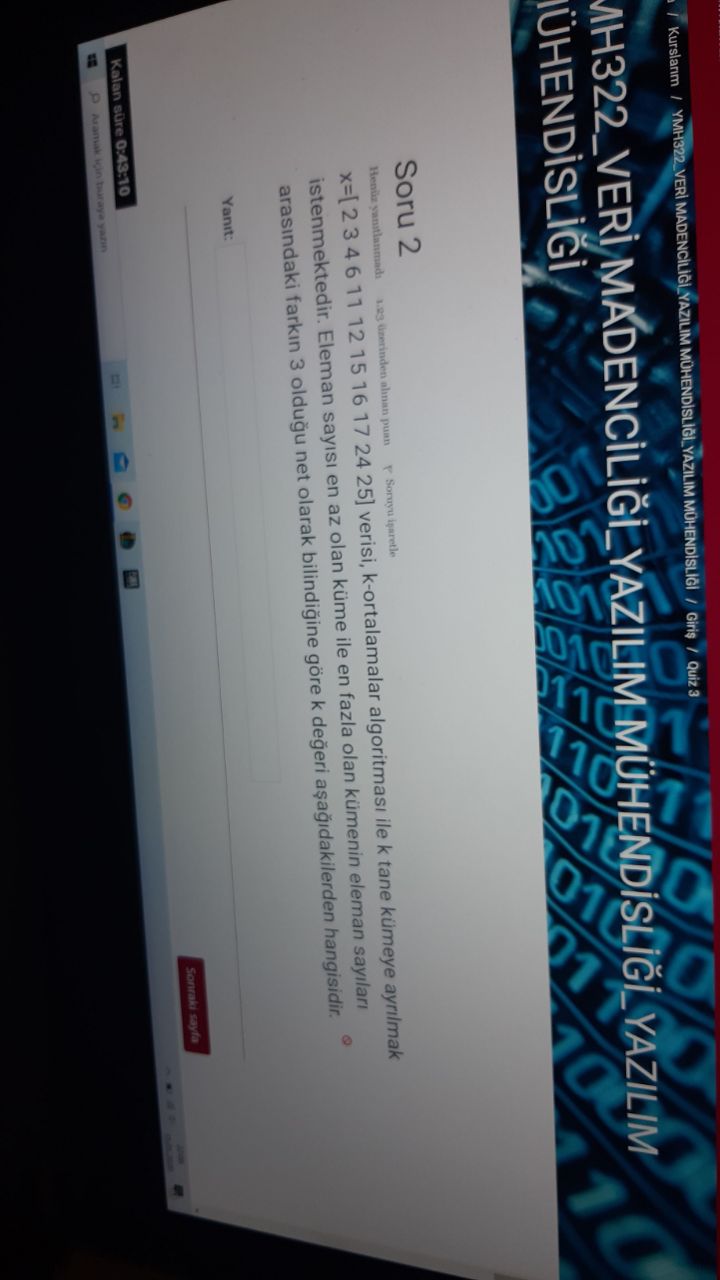 / Kurslarım / YMH322_VERİ MADENCİLİĞİ_YAZILIM MÜHENDİSLİĞİ_YAZILIM MÜHENDİSLİĞİ / Giriş / Quiz 3
MH322_VERİ MADENCİLİĞİ_YAZILIM MÜHENDİSLİĞİ_YAZILIM
MÜHENDİSLİĞİ
Soru 2
Henüz yanıtlanmadı 1.23 üzerinden alınan puan Soruyu işaretle
x=[ 2 3 4 6 11 12 15 16 17 24 25] verisi, k-ortalamalar algoritması ile k tane kümeye ayrılmak
istenmektedir. Eleman sayısı en az olan küme ile en fazla olan kümenin eleman sayıları
arasındaki farkın 3 olduğu net olarak bilindiğine göre k değeri aşağıdakilerden hangisidir.
Yanıt:
Sonraki sayfa
Kalan süre 0:43:10
Aramak için buraya yazın